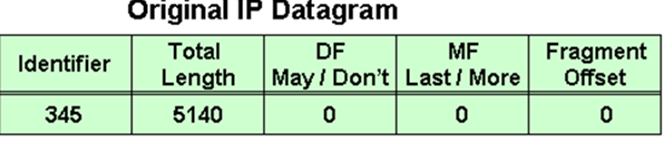 Original IP Datagram
Identifier Total Length DF May / Don't MF Last / More Fragment Offset
345 5140 0 0 0